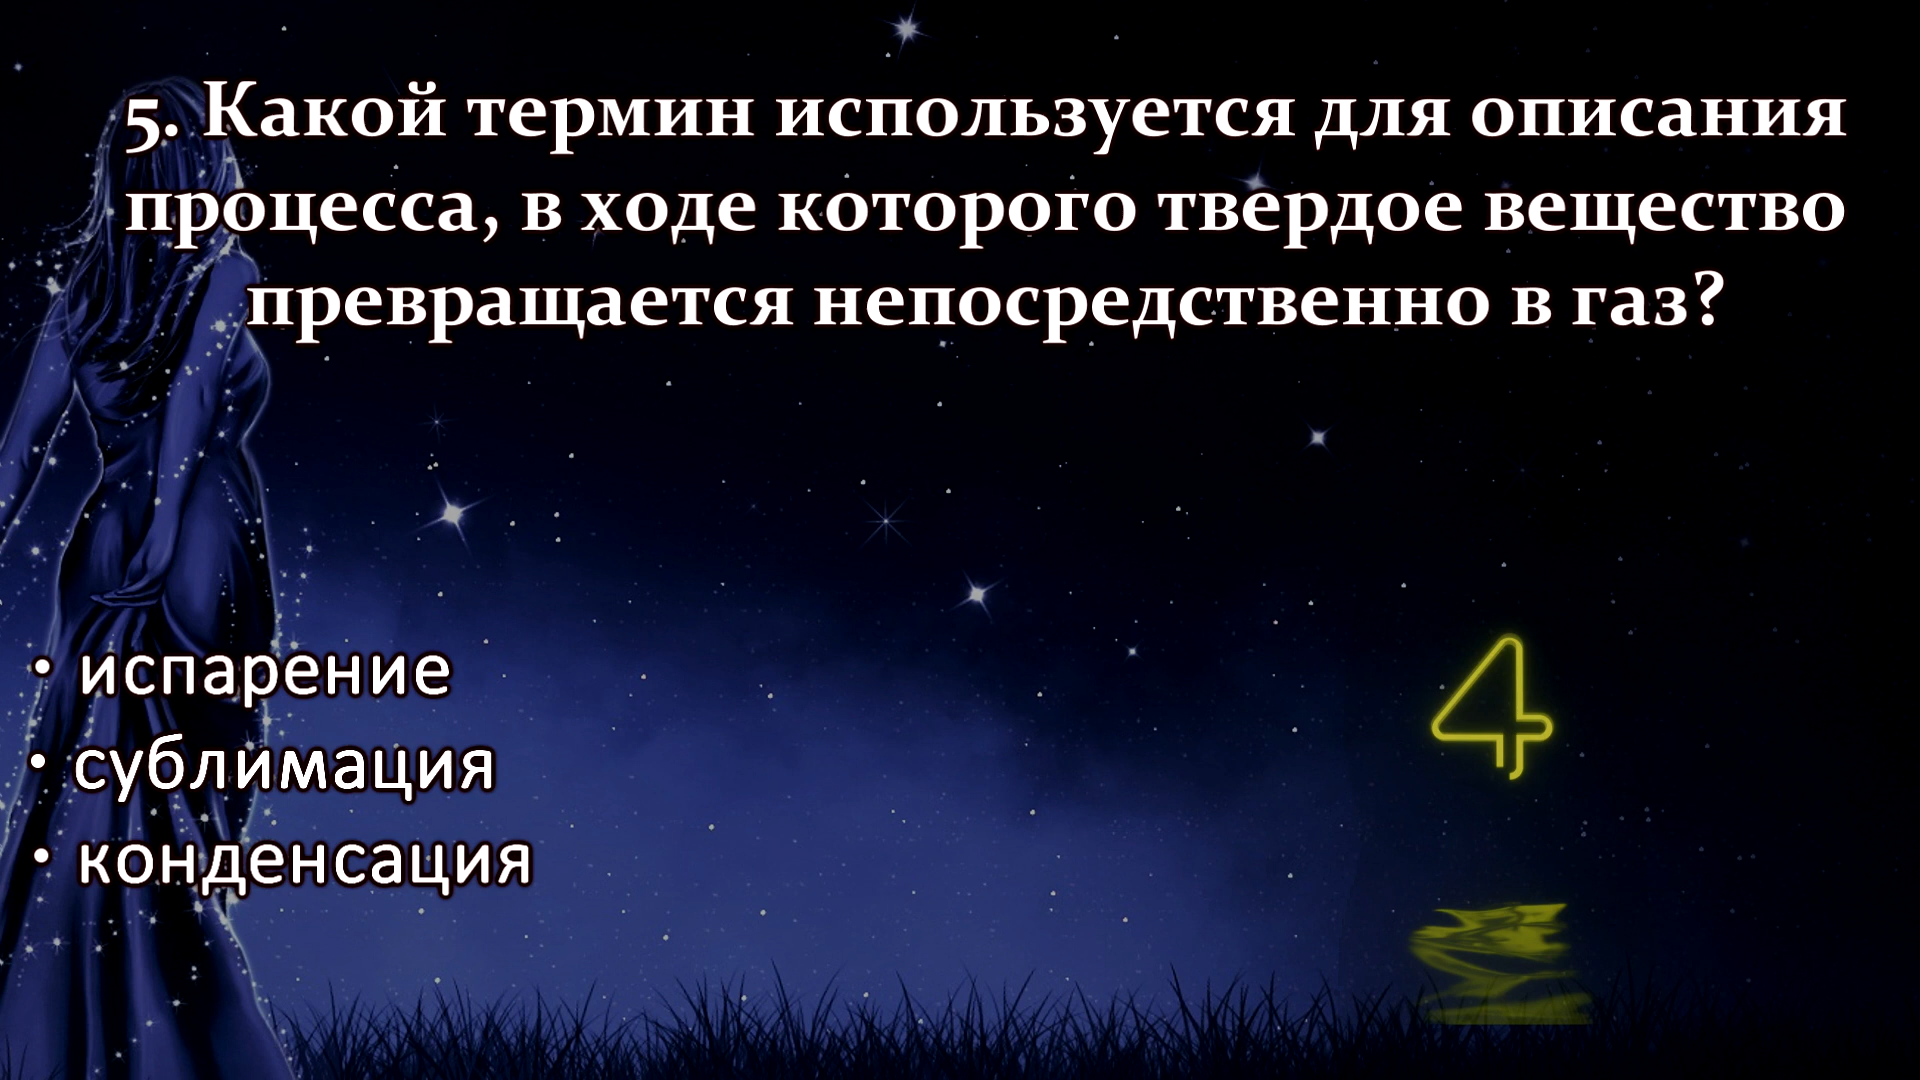 5. Какой термин используется для описания
процесса, в ходе которого твердое вещество
превращается непосредственно в газ?
• испарение
• сублимация
• конденсация
4